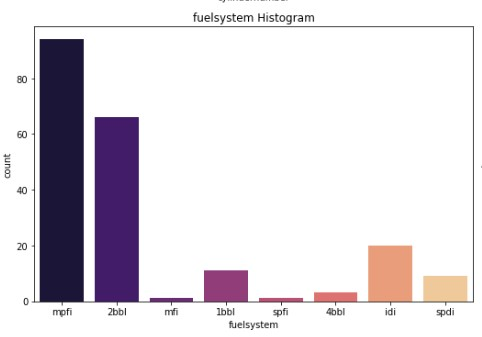 fuelsystem Histogram
count
80
60
40
20
0
mpfi 2bbl mfi 1bbl spfi 4bbl idi spdi
fuelsystem